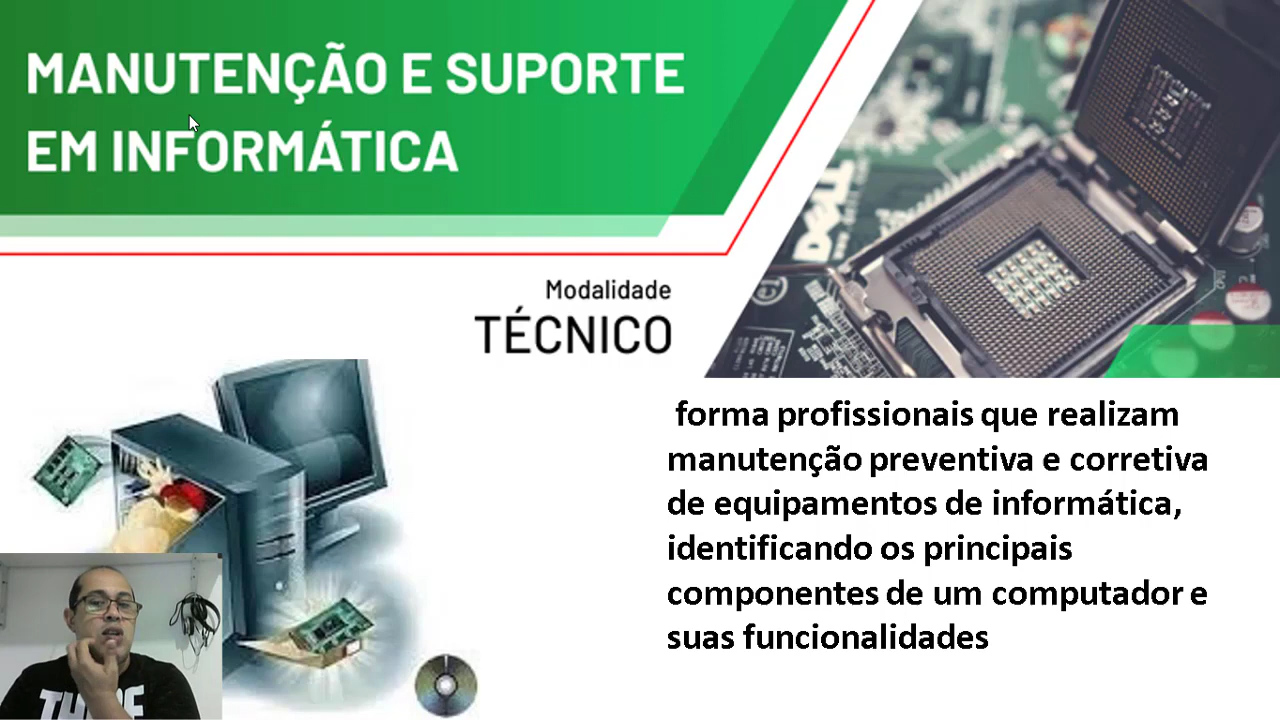 MANUTENÇÃO E SUPORTE
EM INFORMÁTICA
DELL
Modalidade
TÉCNICO
forma profissionais que realizam
manutenção preventiva e corretiva
de equipamentos de informática,
identificando os principais
componentes de um computador e
suas funcionalidades